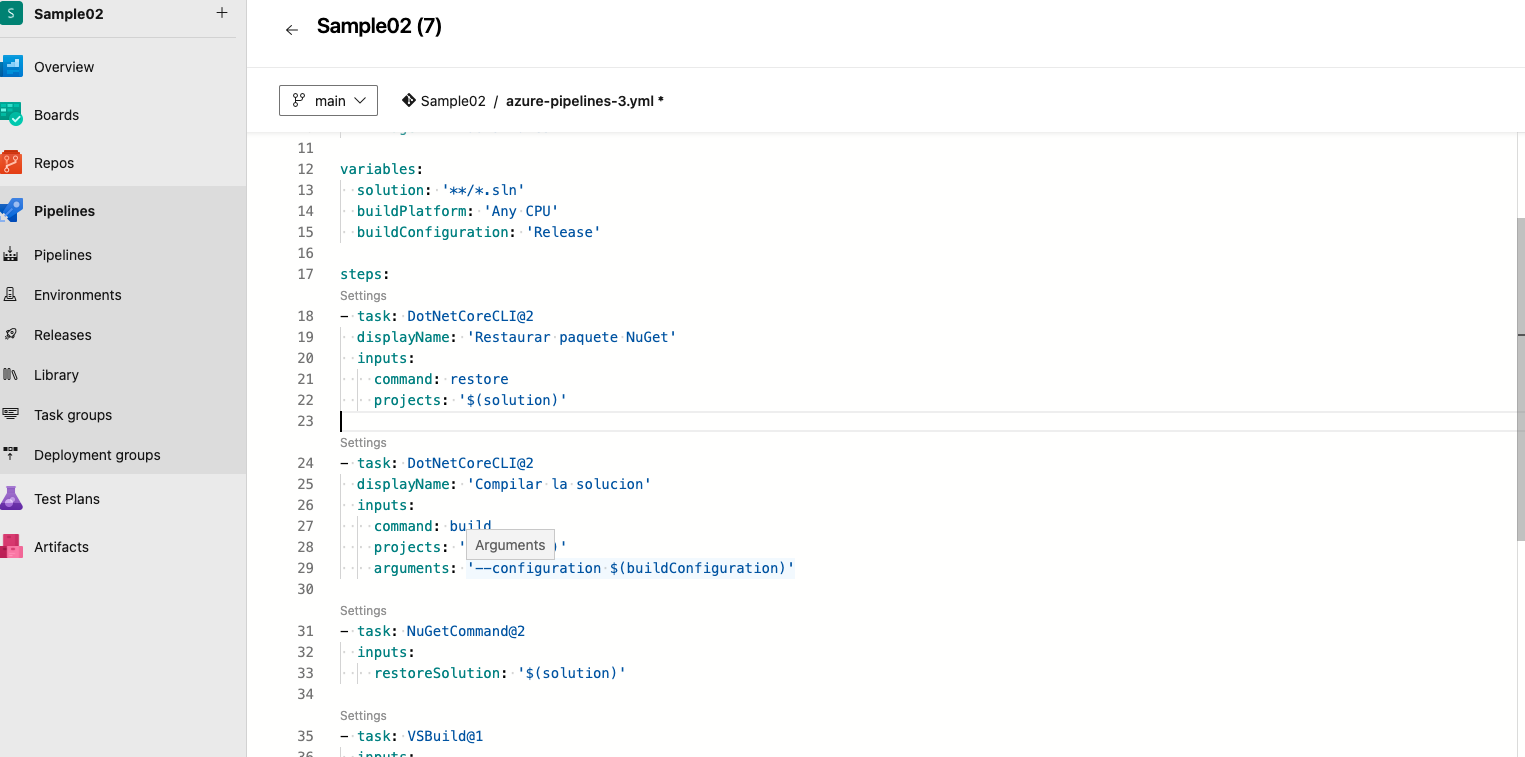 S Sample02 +
Overview
Boards
Repos
Pipelines
Pipelines
Environments
Releases
Library
Task groups
Deployment groups
Test Plans
Artifacts
← Sample02 (7)
main Sample02 / azure-pipelines-3.yml *
11
12 variables:
13 solution: '**/*.sln'
14 buildPlatform: 'Any CPU'
15 buildConfiguration: 'Release'
16
17 steps:
Settings
18 - task: DotNetCoreCLI@2
19 displayName: 'Restaurar paquete NuGet'
20 inputs:
21 command: restore
22 projects: '$(solution)'
23
Settings
24 - task: DotNetCoreCLI@2
25 displayName: 'Compilar la solucion'
26 inputs:
27 command: build
28 projects: ' )'
Arguments
29 arguments: '--configuration $(buildConfiguration)'
30
Settings
31 - task: NuGetCommand@2
32 inputs:
33 restoreSolution: '$(solution)'
34
Settings
35 - task: VSBuild@1
36 inputs: